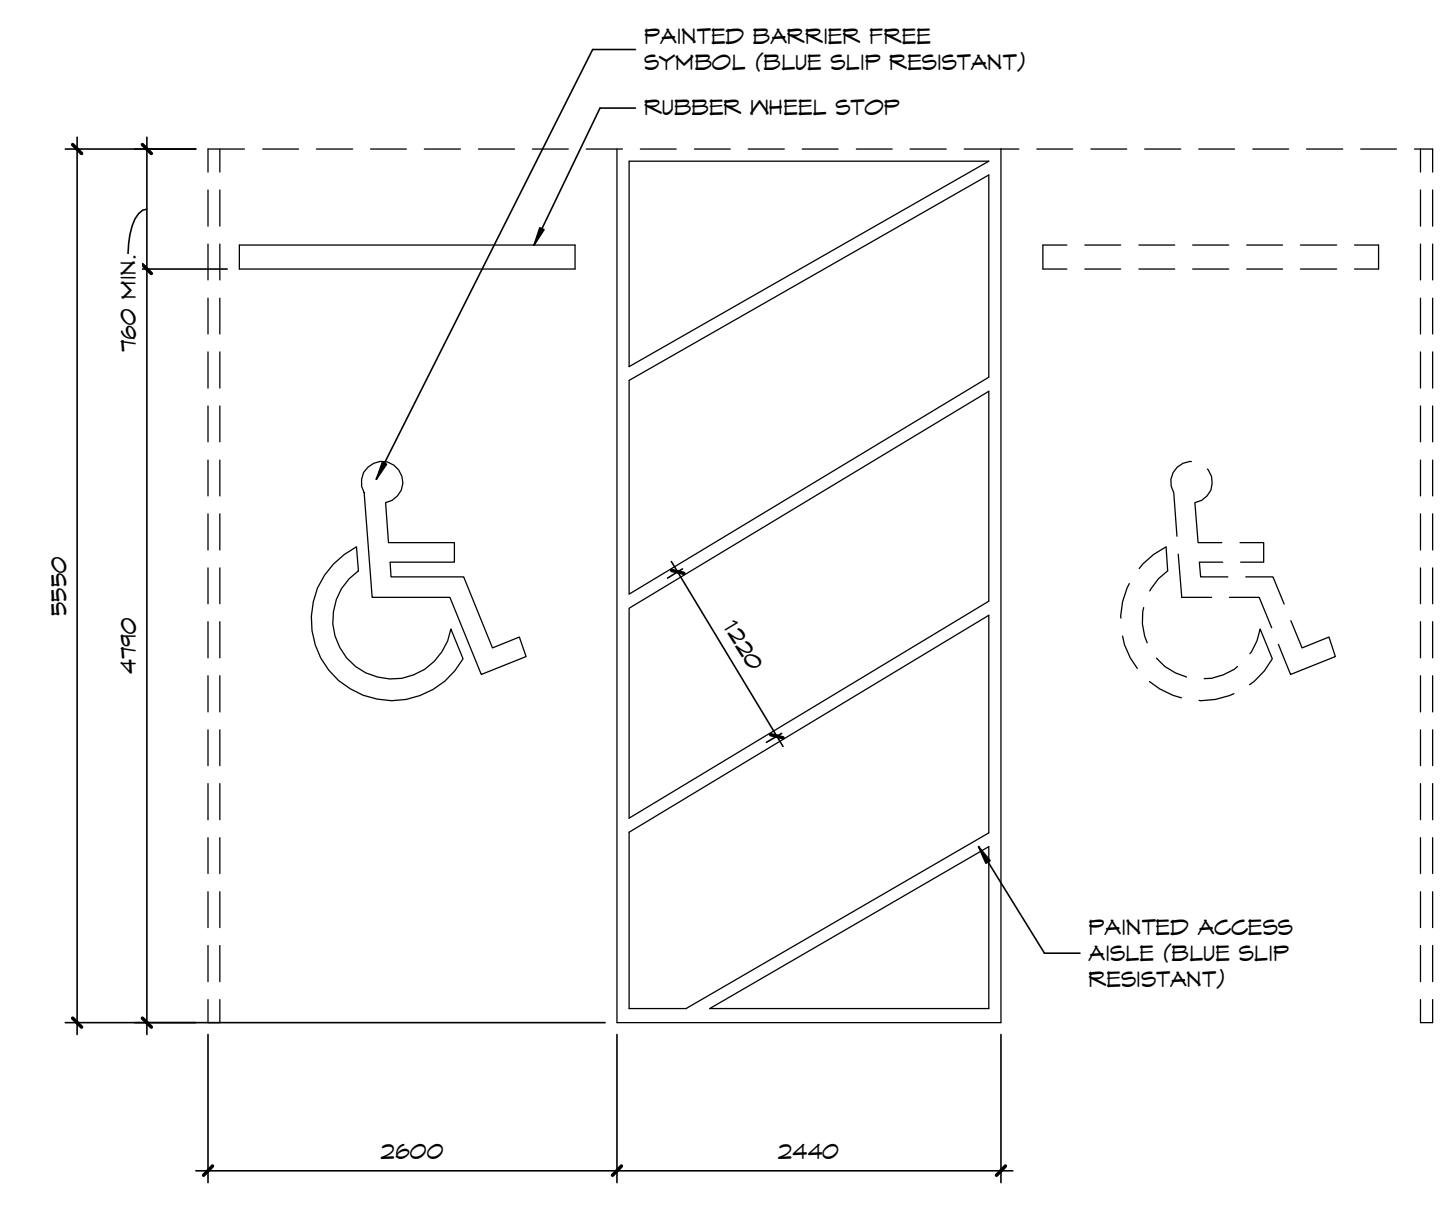 PAINTED BARRIER FREE
SYMBOL (BLUE SLIP RESISTANT)
RUBBER WHEEL STOP
760 MIN.
5550
4790
1220
PAINTED ACCESS
AISLE (BLUE SLIP
RESISTANT)
2600
2440